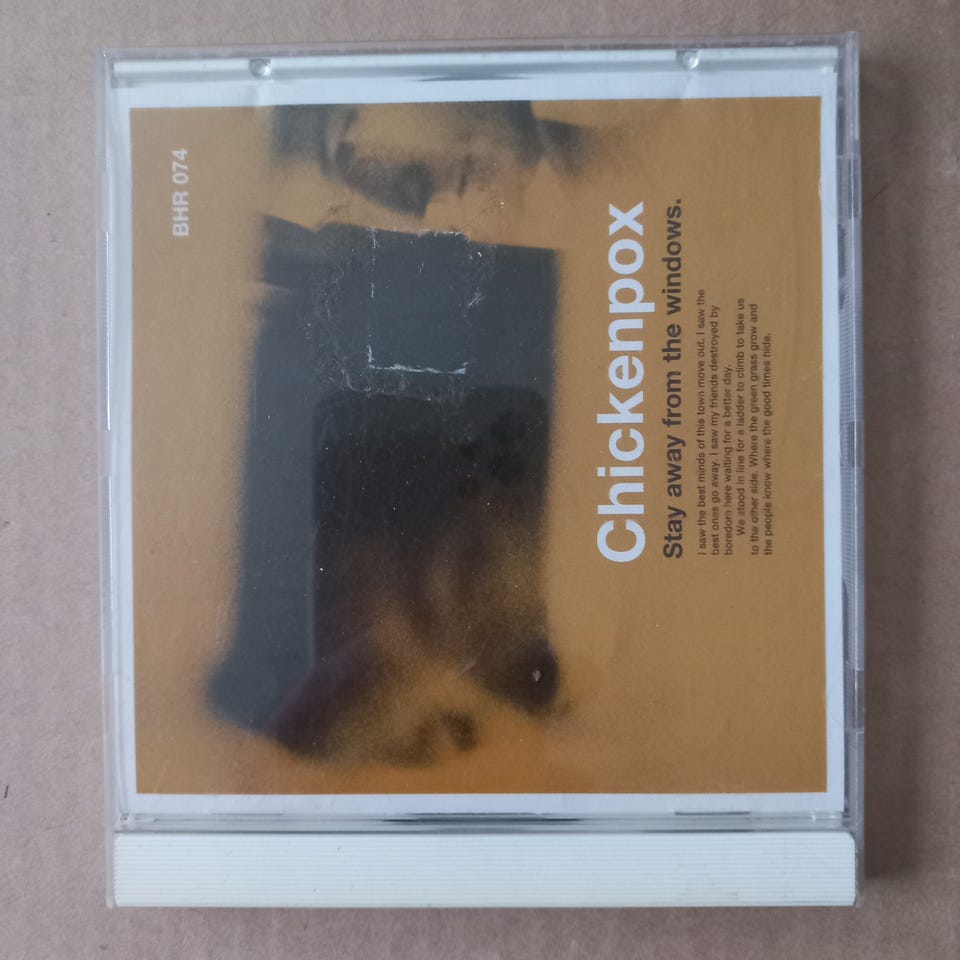 BHR 074
Chickenpox
Stay away from the windows.
I saw the best minds of this town move out. I saw the
best ones go away. I saw my friends destroyed by
boredom here waiting for a better day.
We stood in line for a ladder to climb to take us
to the other side. Where the green grass grow and
the people know where the good times hide.